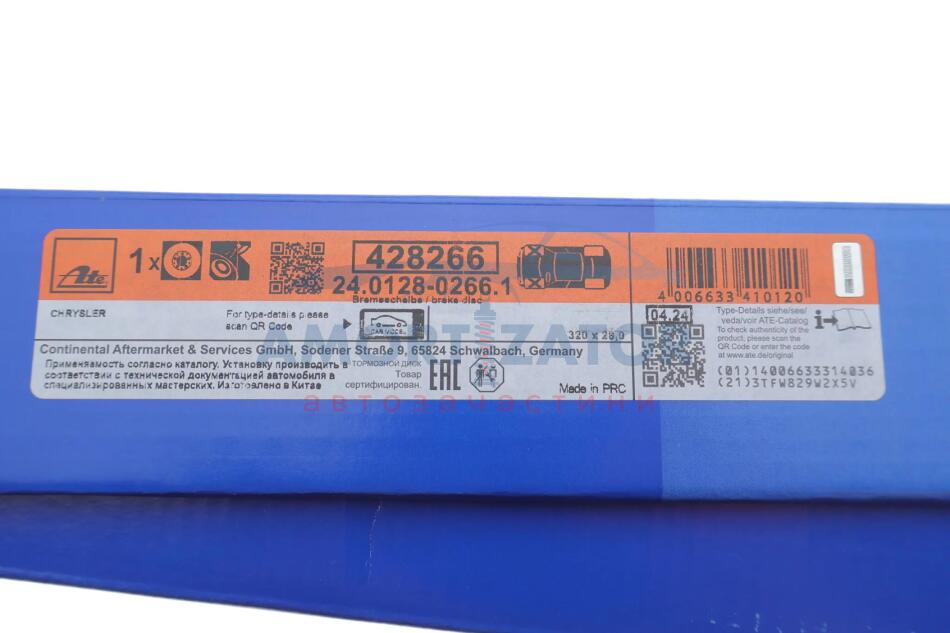 Ate
1x
428266
24.0128-0266.1
Bremsscheibe / brake disc
4 006633 410120
CHRYSLER
For type-details please
scan QR Code
CAR MODEL
320 x 28,0
04.24
Type-Details siehe/see/
veda/voir ATE-Catalog
To check authenticity of the
product, please scan the
QR Code or enter the code
at www.ate.de/original
i
Continental Aftermarket & Services GmbH, Sodener Straße 9, 65824 Schwalbach, Germany
Применяемость согласно каталогу. Установку производить в
соответствии с технической документацией автомобиля в
специализированных мастерских. Изготовлено в Китае
ТОРМОЗНОЙ ДИСК
Товар
сертифицирован.
EAC
Made in PRC
(01)14006633314036
(21)3TFW829W2X5V
автозапчастини